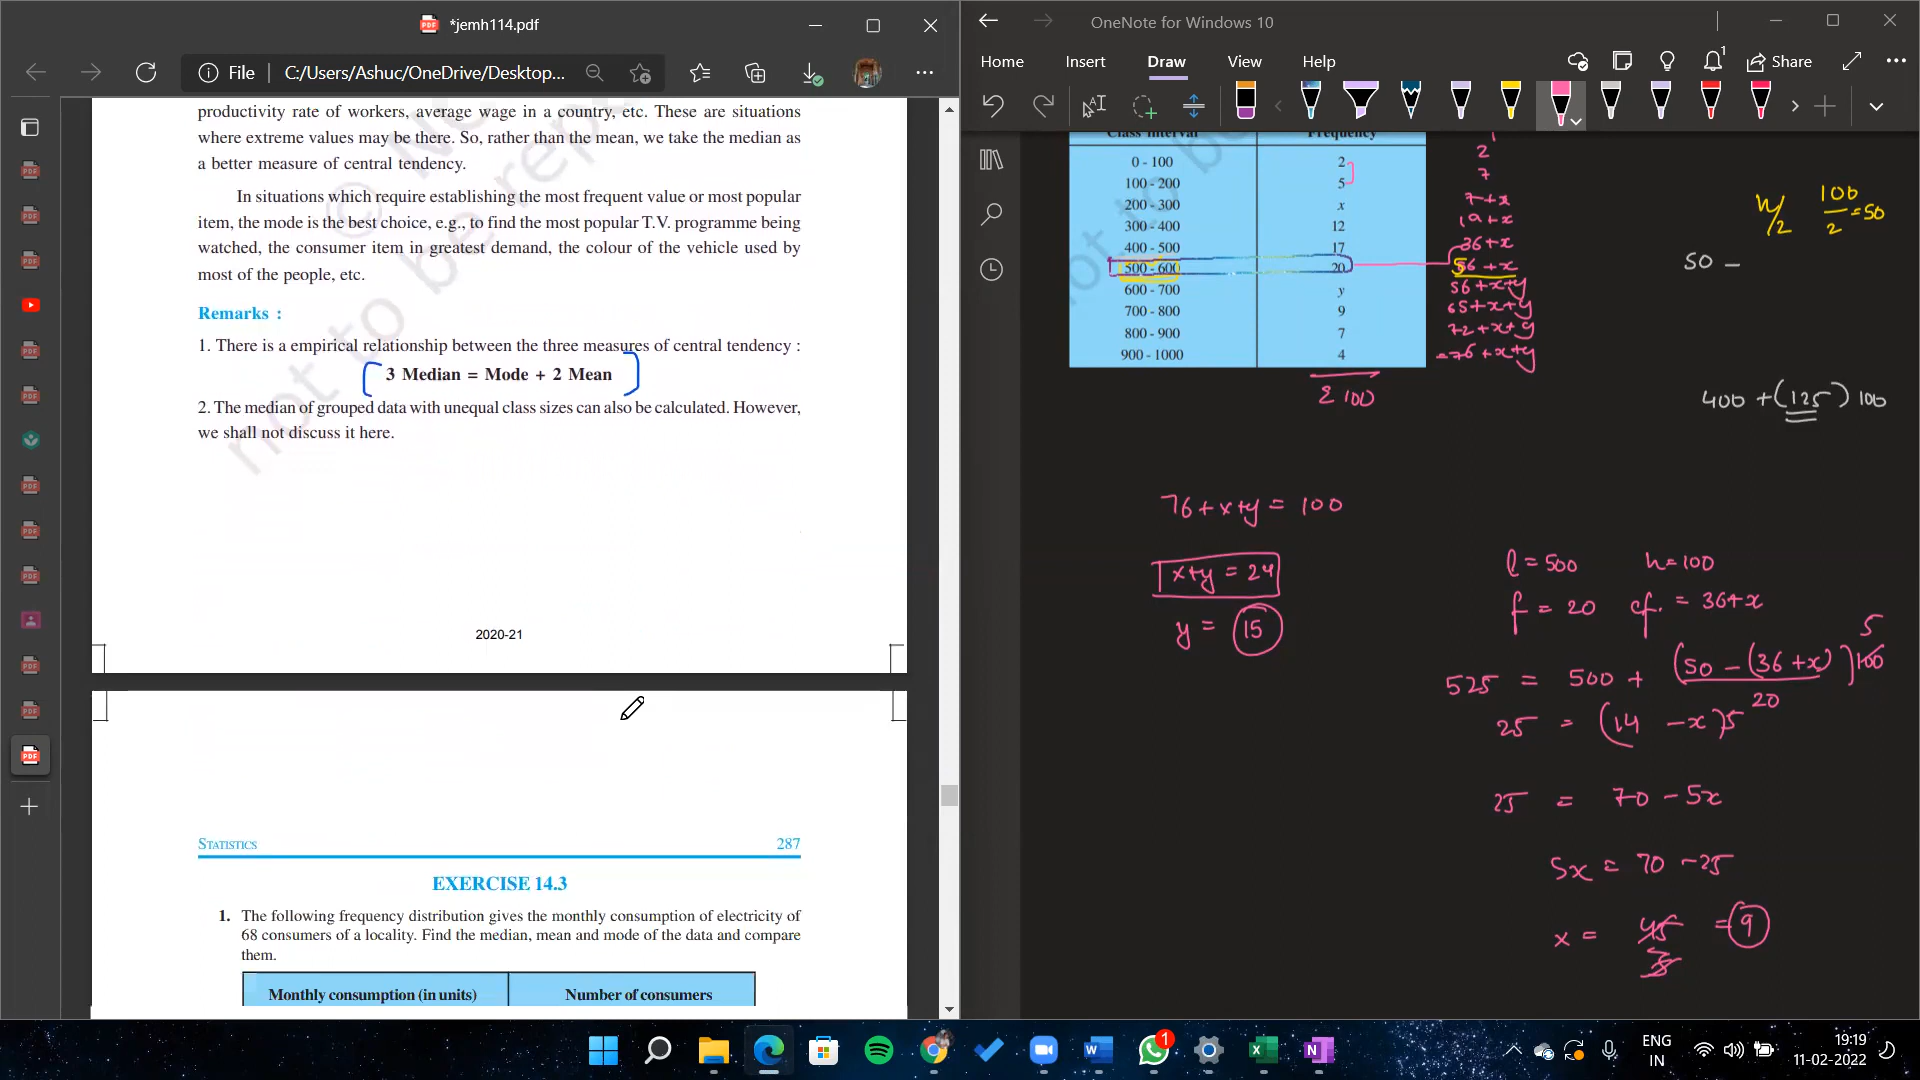 *jemh114.pdf
File
C:/Users/Ashuc/OneDrive/Desktop...
productivity rate of workers, average wage in a country, etc. These are situations
where extreme values may be there. So, rather than the mean, we take the median as
a better measure of central tendency.
In situations which require establishing the most frequent value or most popular
item, the mode is the best choice, e.g., to find the most popular T.V. programme being
watched, the consumer item in greatest demand, the colour of the vehicle used by
most of the people, etc.
Remarks :
1. There is a empirical relationship between the three measures of central tendency :
3 Median = Mode + 2 Mean
2. The median of grouped data with unequal class sizes can also be calculated. However,
we shall not discuss it here.
not to be rep
2020-21
STATISTICS 287
EXERCISE 14.3
1. The following frequency distribution gives the monthly consumption of electricity of
68 consumers of a locality. Find the median, mean and mode of the data and compare
them.
Monthly consumption (in units) Number of consumers
OneNote for Windows 10
Home Insert Draw View Help
Share
Class interval Frequency
0 - 100 2 2
100 - 200 5 7
200 - 300 x 7+x
300 - 400 12 19+x
400 - 500 17 36+x
500 - 600 20 56+x
600 - 700 y 56+x+y
700 - 800 9 65+x+y
800 - 900 7 72+x+y
900 - 1000 4 =76+x+y
Σ 100
n/2 100/2 =50
50 –
400 + (125) 100
76+x+y = 100
x+y = 24
y = 15
l = 500 h=100
f = 20 cf. = 36+x
525 = 500 + (50 – (36+x))/20 100 5
25 = (14 –x)5
25 = 70 – 5x
5x = 70 –25
x = 45/5 = 9
1
ENG
IN
19:19
11-02-2022